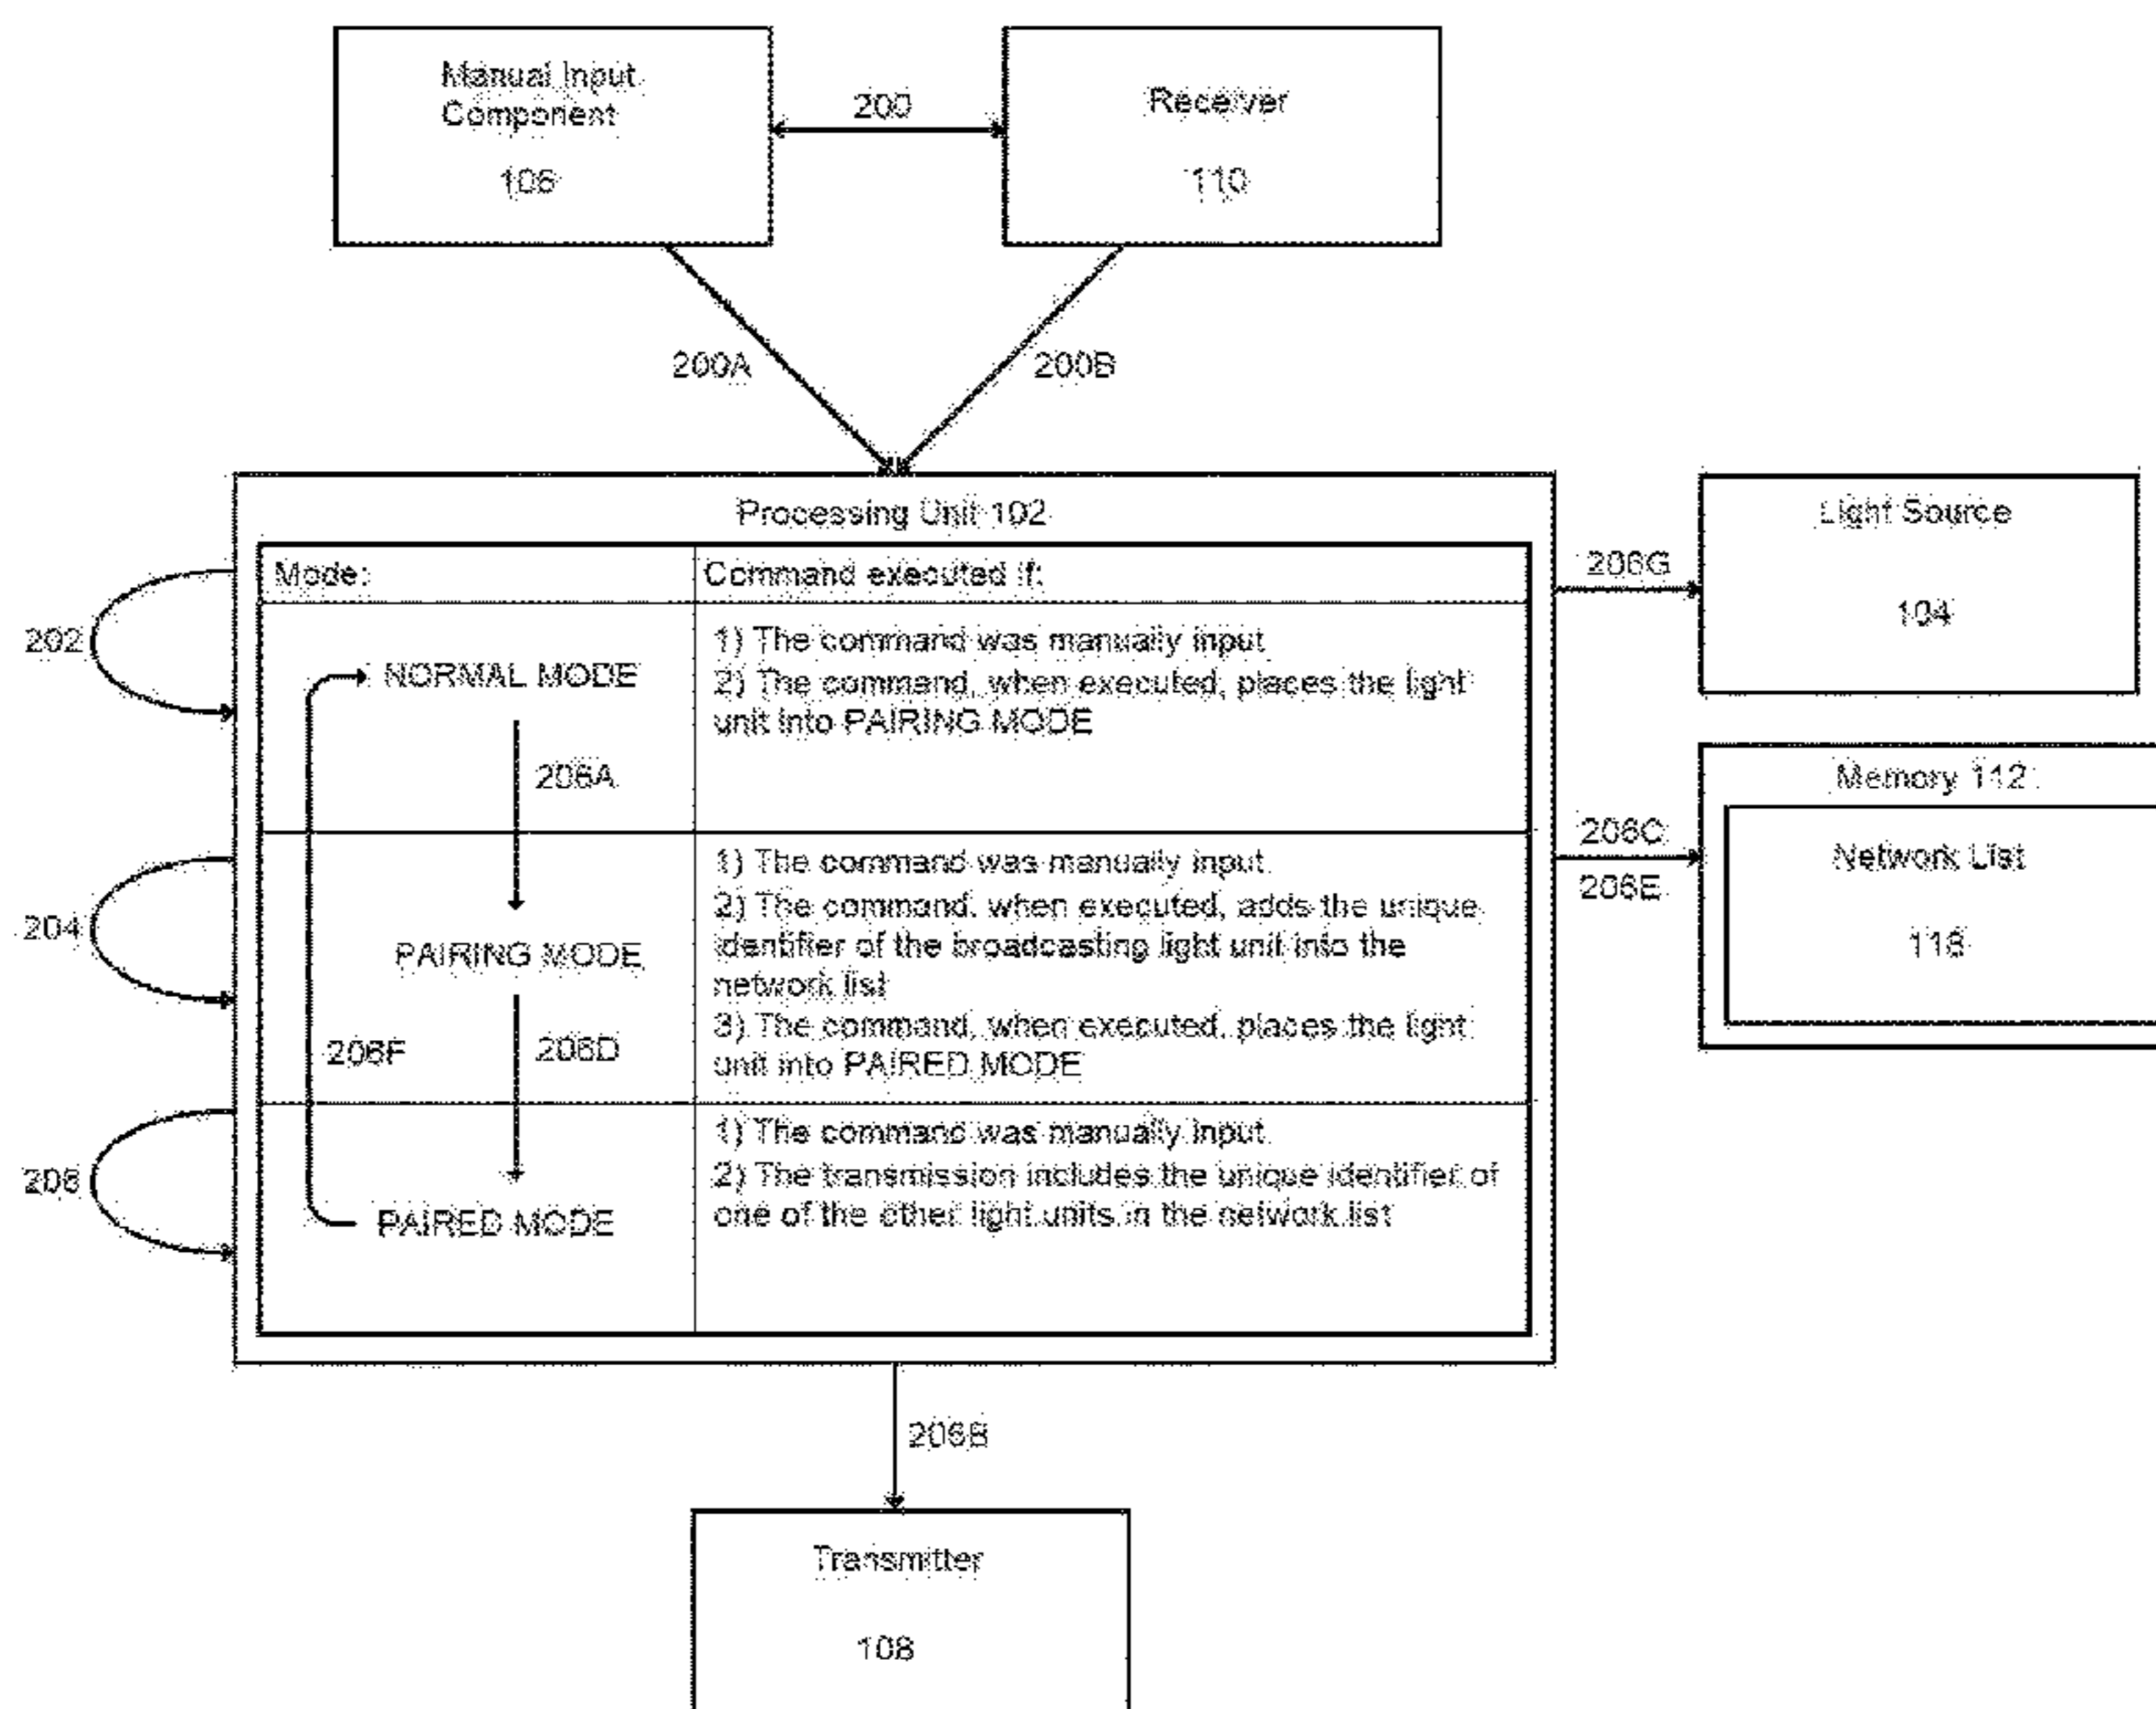 Manual Input
Component
106
200
Receiver
110
200A
200B
Processing Unit 102
Mode:
Command executed if:
202
NORMAL MODE
206A
1) The command was manually input
2) The command, when executed, places the light
unit into PAIRING MODE
204
PAIRING MODE
206F
206D
1) The command was manually input.
2) The command, when executed, adds the unique
identifier of the broadcasting light unit into the
network list
3) The command, when executed, places the light
unit into PAIRED MODE
206
PAIRED MODE
1) The command was manually input.
2) The transmission includes the unique identifier of
one of the other light units in the network list
206G
Light Source
104
206C
206E
Memory 112
Network List
118
206B
Transmitter
108